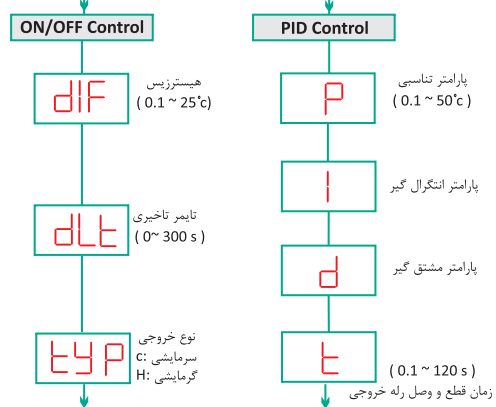 ON/OFF Control
dIF
هیسترزیس
( 0.1 ~ 25°c)
dLt
تایمر تاخیری
( 0~ 300 s )
tYP
نوع خروجی
سرمایشی :c
گرمایشی :H
PID Control
P
پارامتر تناسبی
( 0.1 ~ 50°c )
I
پارامتر انتگرال گیر
d
پارامتر مشتق گیر
t
( 0.1 ~ 120 s )
زمان قطع و وصل رله خروجی